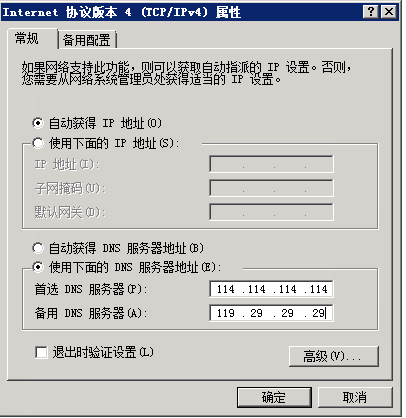 Internet 协议版本 4 (TCP/IPv4) 属性
常规
备用配置
如果网络支持此功能，则可以获取自动指派的 IP 设置。否则，
您需要从网络系统管理员处获得适当的 IP 设置。
自动获得 IP 地址(O)
使用下面的 IP 地址(S):
IP 地址(I):
子网掩码(U):
默认网关(D):
自动获得 DNS 服务器地址(B)
使用下面的 DNS 服务器地址(E):
首选 DNS 服务器(P): 114 .114 .114 .114
备用 DNS 服务器(A): 119 .29 .29 .29
退出时验证设置(L)
高级(V)...
确定
取消